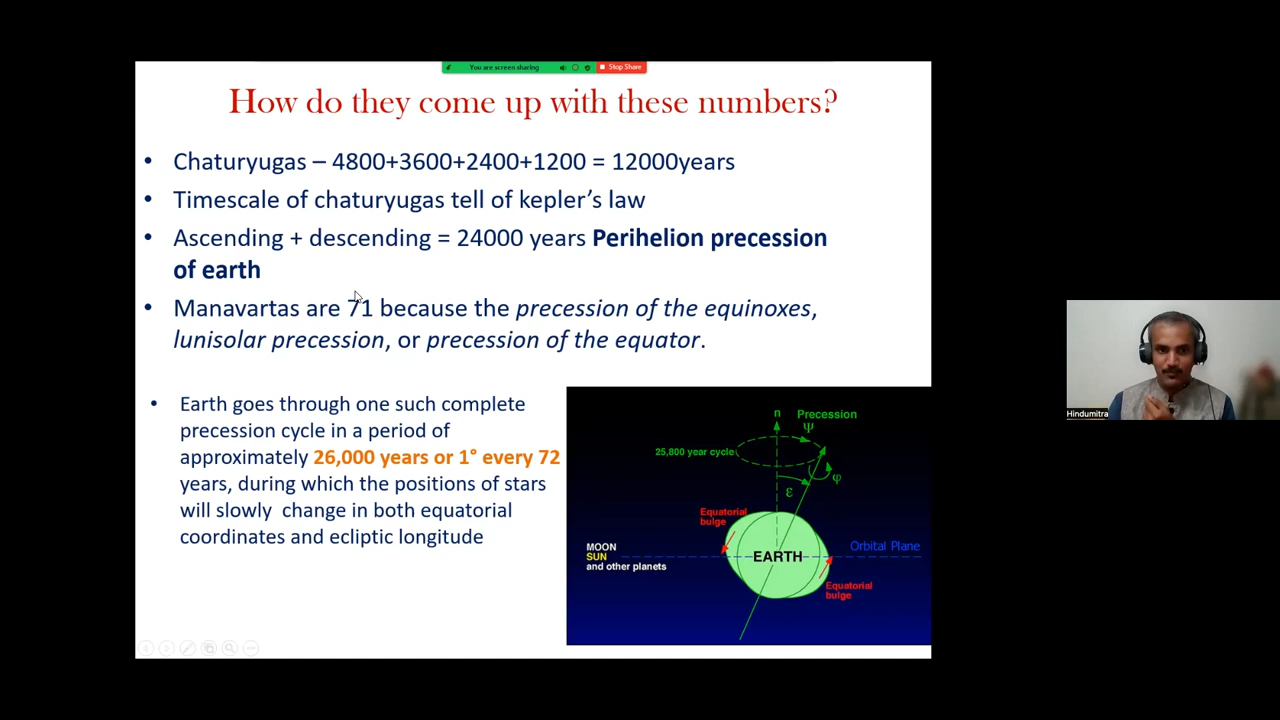 You are screen sharing
Stop Share
How do they come up with these numbers?
• Chaturyugas – 4800+3600+2400+1200 = 12000years
• Timescale of chaturyugas tell of kepler's law
• Ascending + descending = 24000 years Perihelion precession
of earth
• Manavartas are 71 because the precession of the equinoxes,
lunisolar precession, or precession of the equator.
• Earth goes through one such complete
precession cycle in a period of
approximately 26,000 years or 1° every 72
years, during which the positions of stars
will slowly change in both equatorial
coordinates and ecliptic longitude
n
Precession
Ψ
25,800 year cycle
φ
ε
Equatorial
bulge
MOON
SUN
and other planets
EARTH
Orbital Plane
Equatorial
bulge
Hindumitra